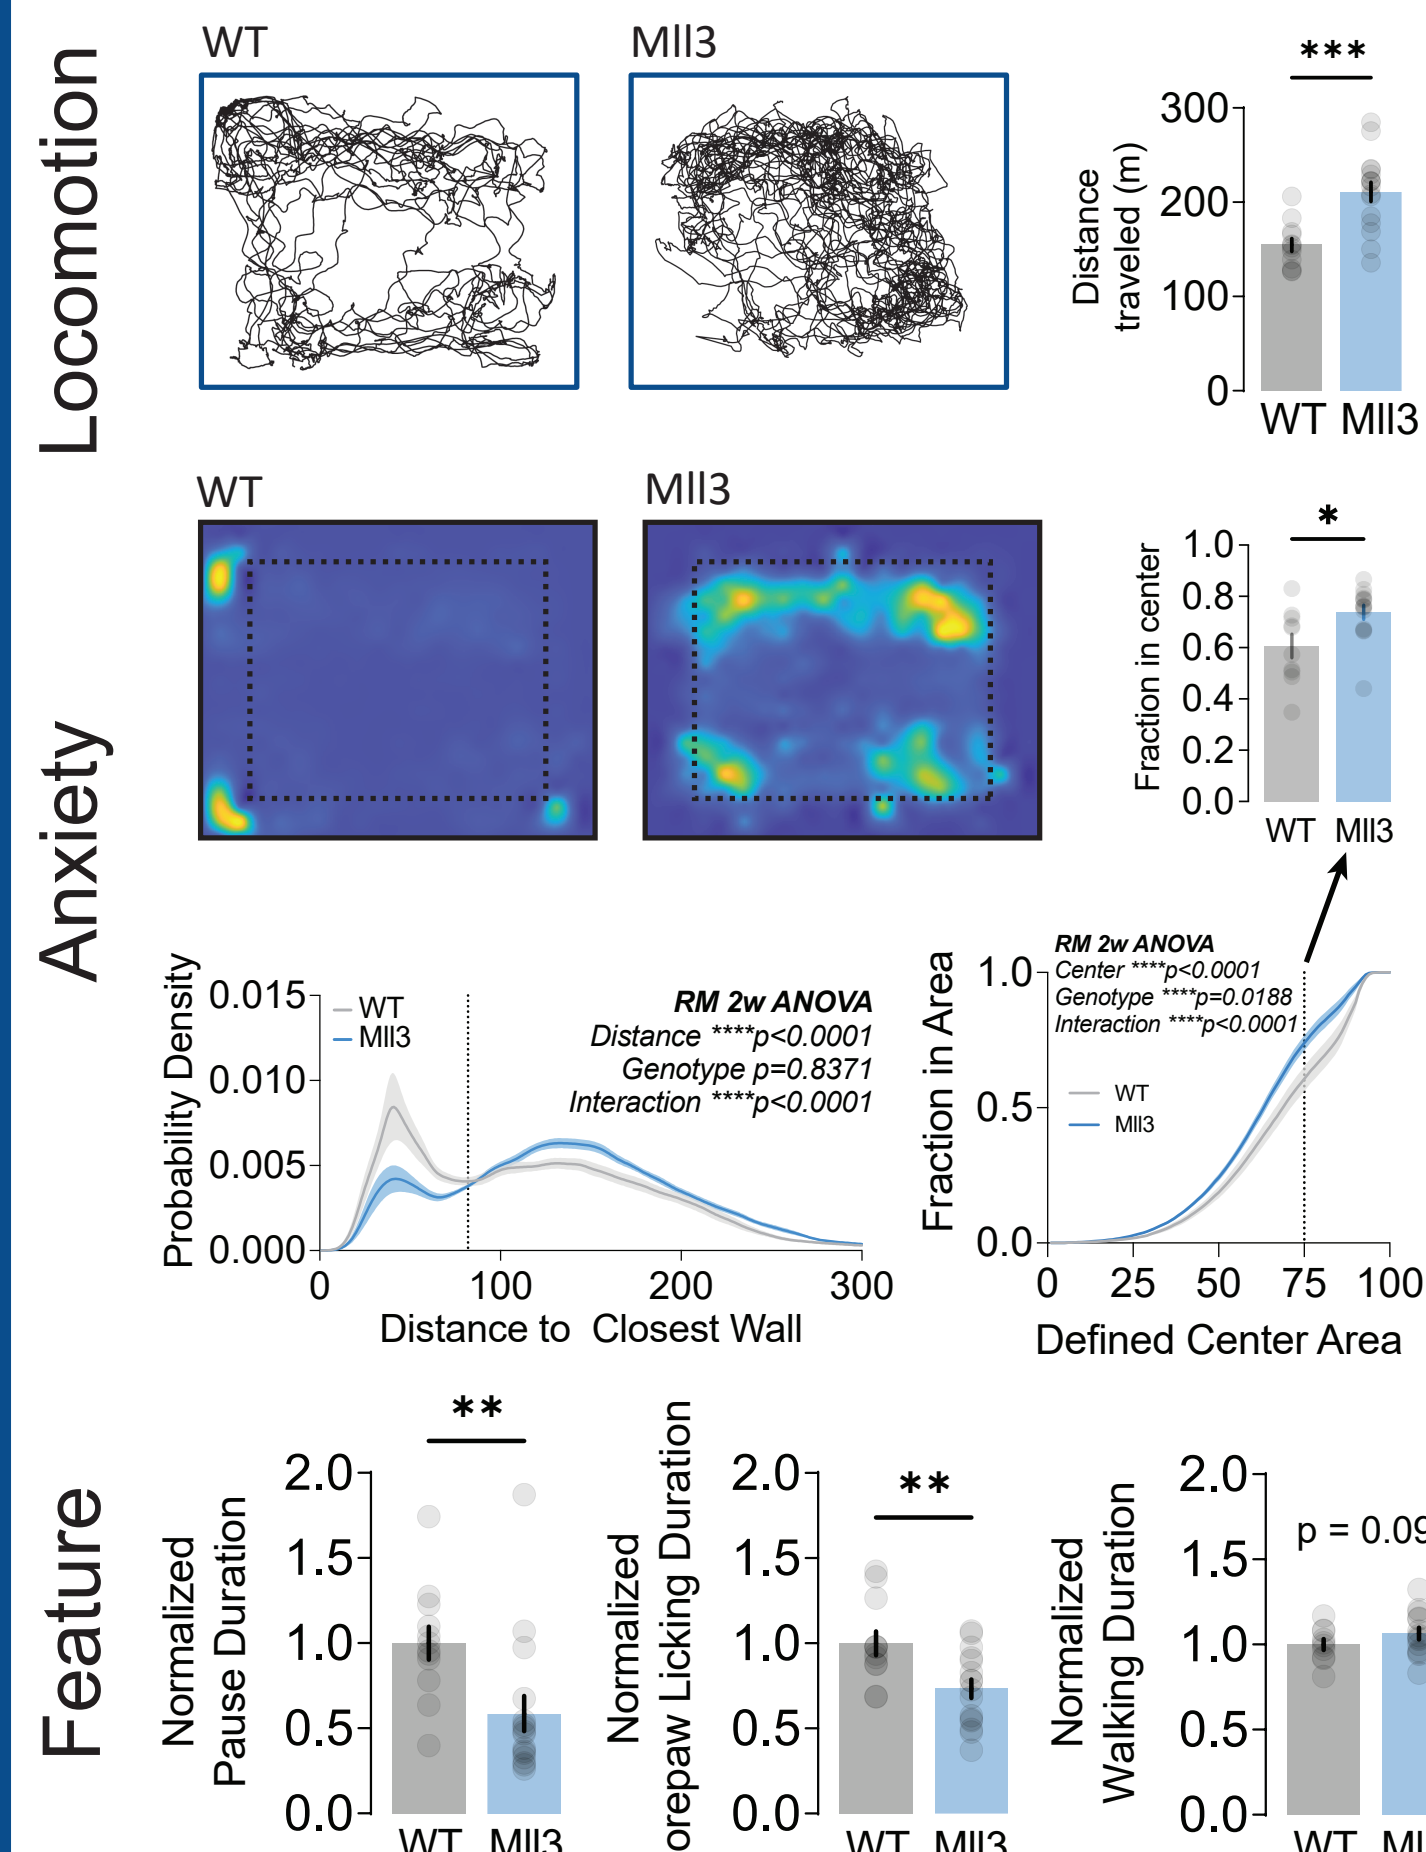 Locomotion
WT
Mll3
***
Distance
traveled (m)
300
200
100
0
WT Mll3
Anxiety
WT
Mll3
*
Fraction in center
1.0
0.8
0.6
0.4
0.2
0.0
WT Mll3
Probability Density
0.015
0.010
0.005
0.000
WT
Mll3
RM 2w ANOVA
Distance ****p<0.0001
Genotype p=0.8371
Interaction ****p<0.0001
0 100 200 300
Distance to Closest Wall
Fraction in Area
1.0
0.5
0.0
RM 2w ANOVA
Center ****p<0.0001
Genotype ****p=0.0188
Interaction ****p<0.0001
WT
Mll3
0 25 50 75 100
Defined Center Area
Feature
Normalized
Pause Duration
**
2.0
1.5
1.0
0.5
0.0
WT Mll3
Normalized
orepaw Licking Duration
**
2.0
1.5
1.0
0.5
0.0
WT Mll3
Normalized
Walking Duration
2.0
1.5
1.0
0.5
0.0
p = 0.09
WT